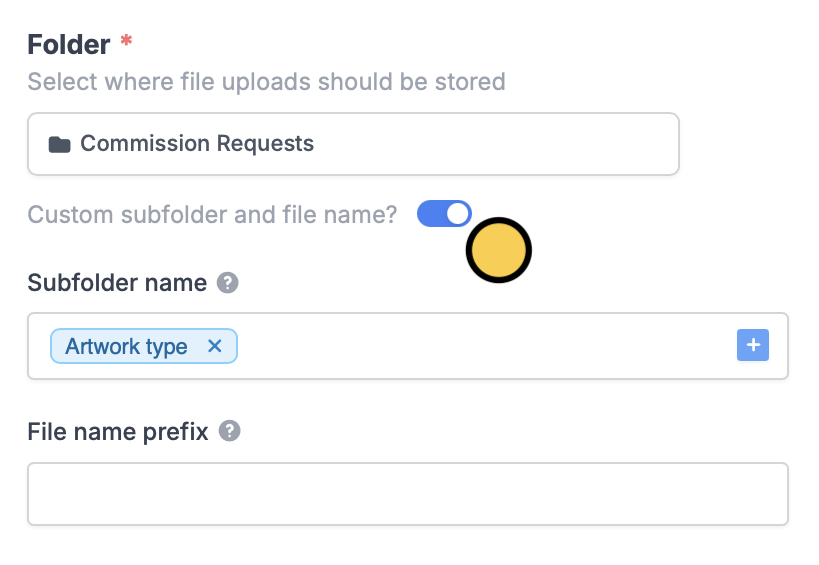 Folder *
Select where file uploads should be stored
Commission Requests
Custom subfolder and file name?
Subfolder name ?
Artwork type ×
+
File name prefix ?